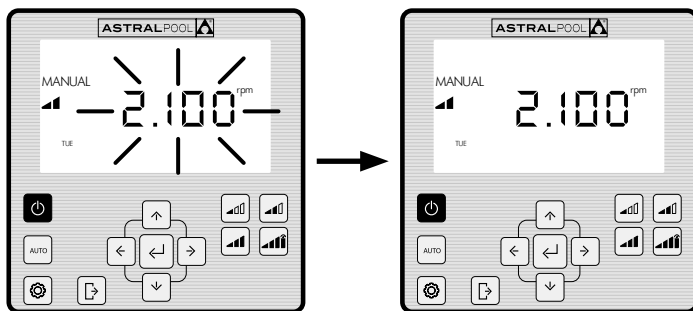 ASTRALPOOL
MANUAL
2.100 rpm
TUE
AUTO
ASTRALPOOL
MANUAL
2.100 rpm
TUE
AUTO